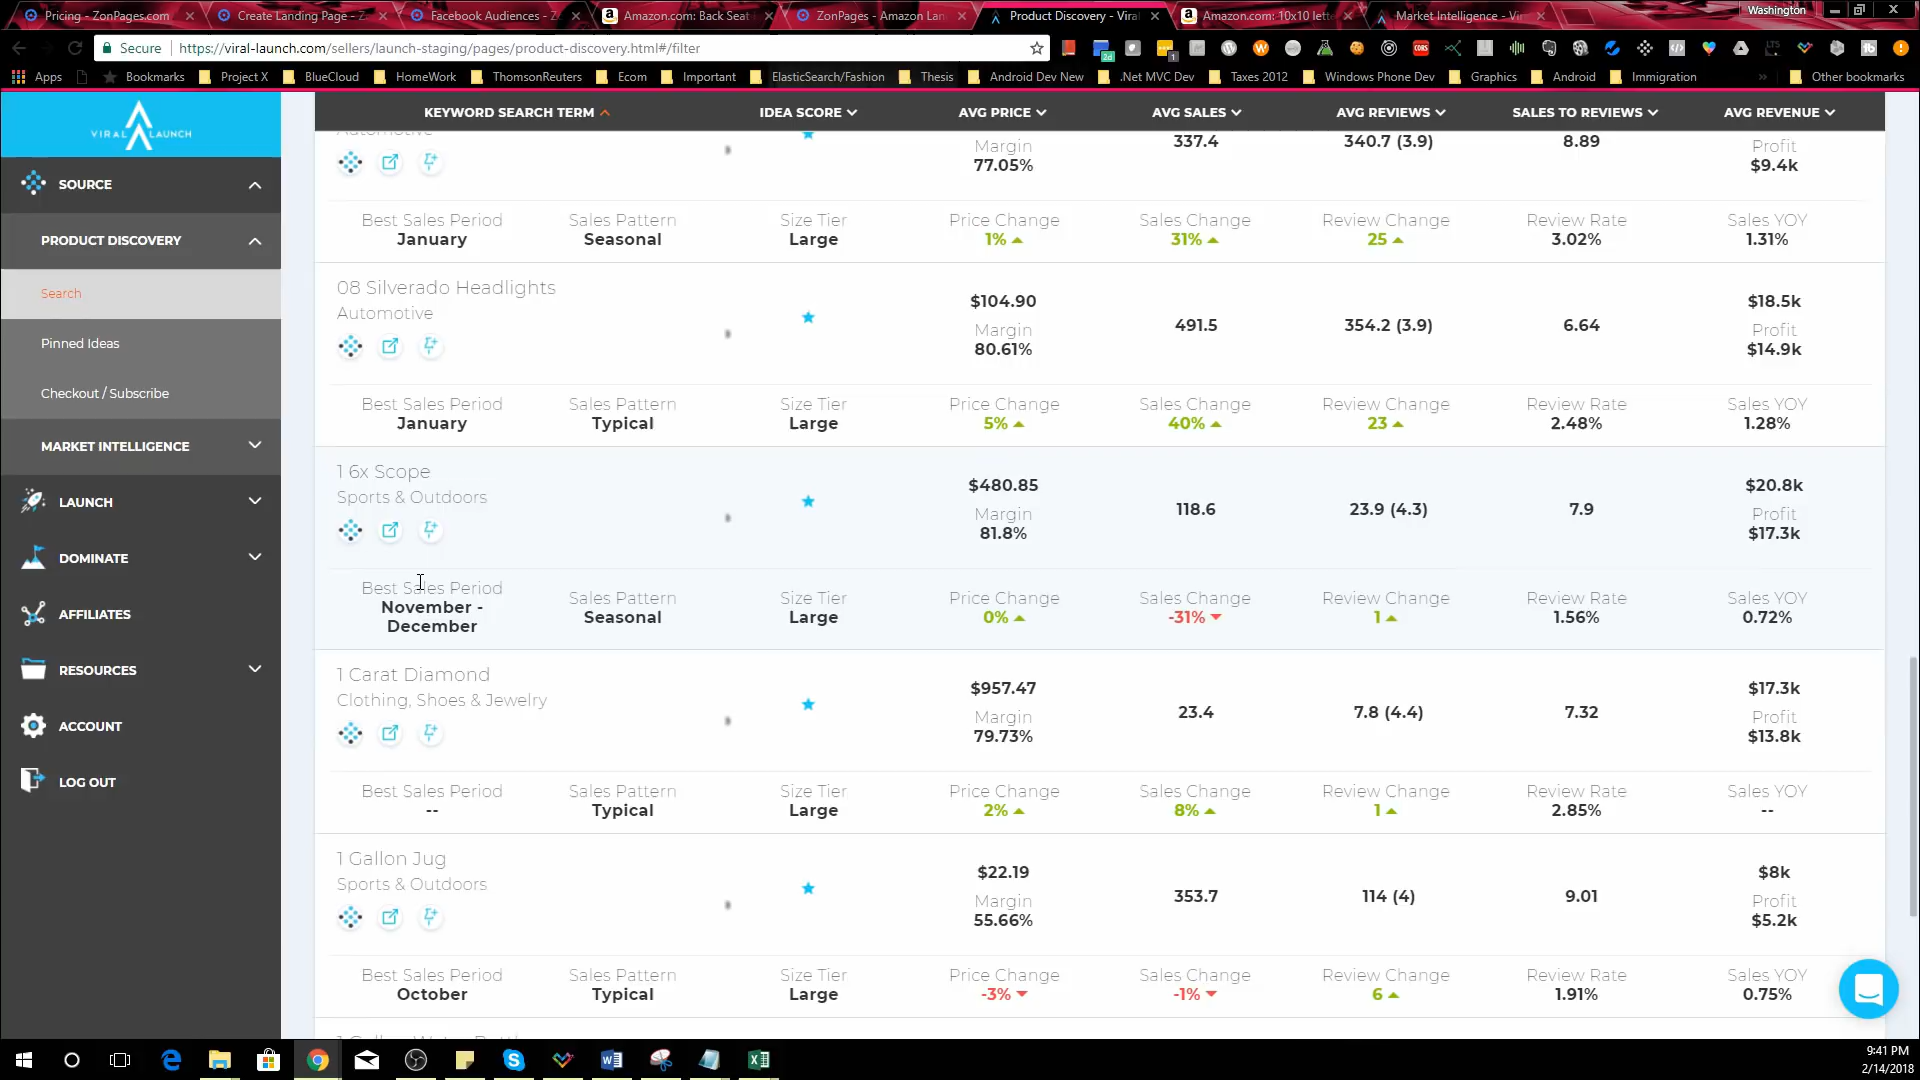 Pricing - ZonPages.com
Create Landing Page - Z
Facebook Audiences - Z
Amazon.com: Back Seat
ZonPages - Amazon Lan
Product Discovery - Viral
Amazon.com: 10x10 lette
Market Intelligence - Vir
Washington
Secure
https://viral-launch.com/sellers/launch-staging/pages/product-discovery.html#/filter
Apps
Bookmarks
Project X
BlueCloud
HomeWork
ThomsonReuters
Ecom
Important
ElasticSearch/Fashion
Thesis
Android Dev New
.Net MVC Dev
Taxes 2012
Windows Phone Dev
Graphics
Android
Immigration
»
Other bookmarks
VIRAL LAUNCH
SOURCE
PRODUCT DISCOVERY
Search
Pinned Ideas
Checkout / Subscribe
MARKET INTELLIGENCE
LAUNCH
DOMINATE
AFFILIATES
RESOURCES
ACCOUNT
LOG OUT
KEYWORD SEARCH TERM IDEA SCORE AVG PRICE AVG SALES AVG REVIEWS SALES TO REVIEWS AVG REVENUE
Automotive
337.4 340.7 (3.9) 8.89
Margin Profit
77.05% $9.4k
Best Sales Period Sales Pattern Size Tier Price Change Sales Change Review Change Review Rate Sales YOY
January Seasonal Large 1% 31% 25 3.02% 1.31%
08 Silverado Headlights
Automotive
$104.90 $18.5k
491.5 354.2 (3.9) 6.64
Margin Profit
80.61% $14.9k
Best Sales Period Sales Pattern Size Tier Price Change Sales Change Review Change Review Rate Sales YOY
January Typical Large 5% 40% 23 2.48% 1.28%
1 6x Scope
Sports & Outdoors
$480.85 $20.8k
118.6 23.9 (4.3) 7.9
Margin Profit
81.8% $17.3k
Best Sales Period Sales Pattern Size Tier Price Change Sales Change Review Change Review Rate Sales YOY
November - December Seasonal Large 0% -31% 1 1.56% 0.72%
1 Carat Diamond
Clothing, Shoes & Jewelry
$957.47 $17.3k
23.4 7.8 (4.4) 7.32
Margin Profit
79.73% $13.8k
Best Sales Period Sales Pattern Size Tier Price Change Sales Change Review Change Review Rate Sales YOY
-- Typical Large 2% 8% 1 2.85% --
1 Gallon Jug
Sports & Outdoors
$22.19 $8k
353.7 114 (4) 9.01
Margin Profit
55.66% $5.2k
Best Sales Period Sales Pattern Size Tier Price Change Sales Change Review Change Review Rate Sales YOY
October Typical Large -3% -1% 6 1.91% 0.75%
9:41 PM
2/14/2018